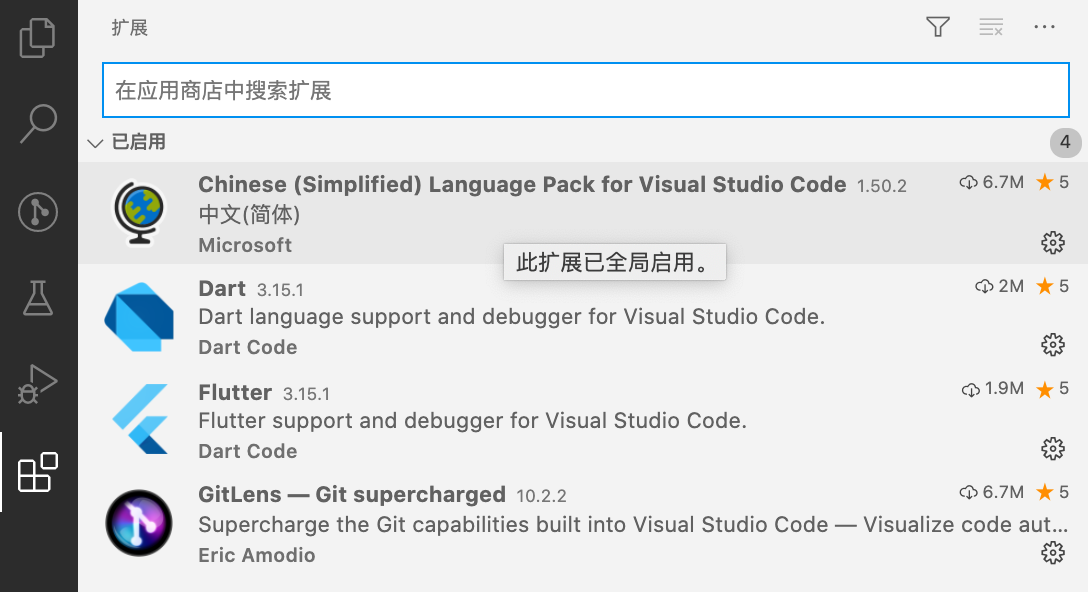 扩展
在应用商店中搜索扩展
已启用 4
Chinese (Simplified) Language Pack for Visual Studio Code 1.50.2 6.7M 5
中文(简体)
Microsoft
此扩展已全局启用。
Dart 3.15.1 2M 5
Dart language support and debugger for Visual Studio Code.
Dart Code
Flutter 3.15.1 1.9M 5
Flutter support and debugger for Visual Studio Code.
Dart Code
GitLens — Git supercharged 10.2.2 6.7M 5
Supercharge the Git capabilities built into Visual Studio Code — Visualize code aut...
Eric Amodio